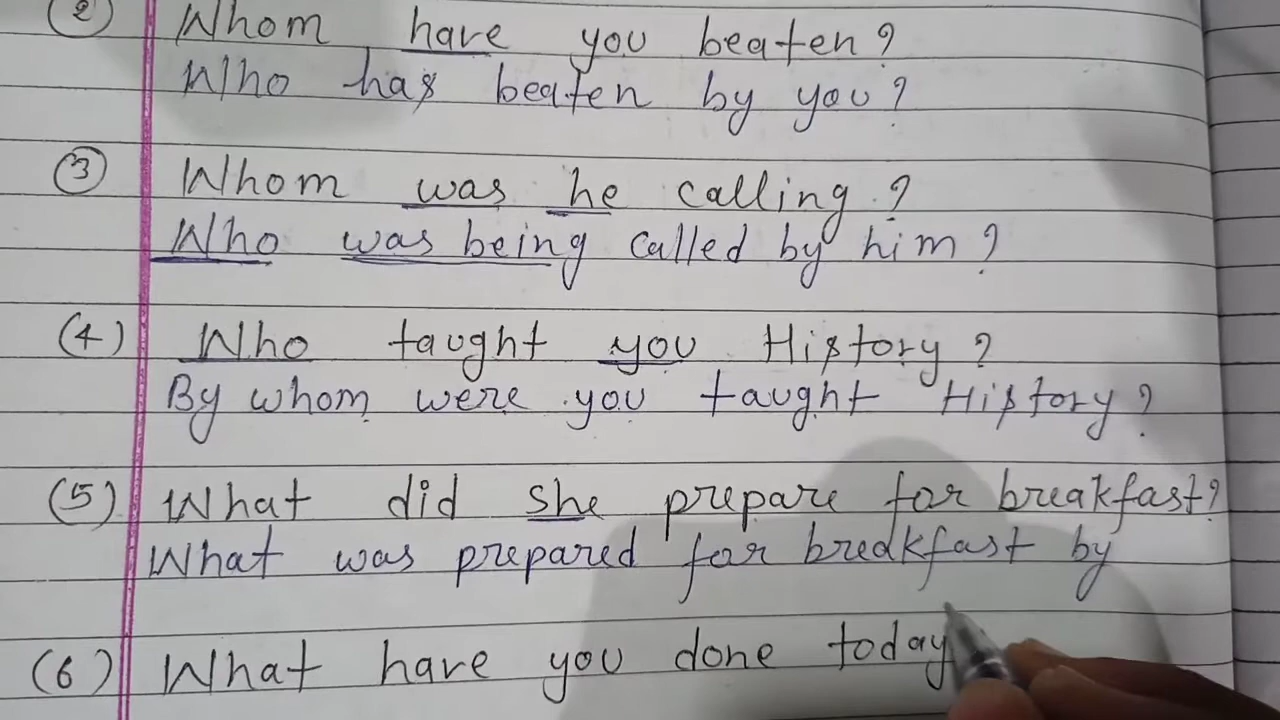 (2) Whom have you beaten?
Who has beaten by you?
(3) Whom was he calling?
Who was being called by him?
(4) Who taught you History?
By whom were you taught History?
(5) What did she prepare for breakfast?
What was prepared for breakfast by
(6) What have you done today